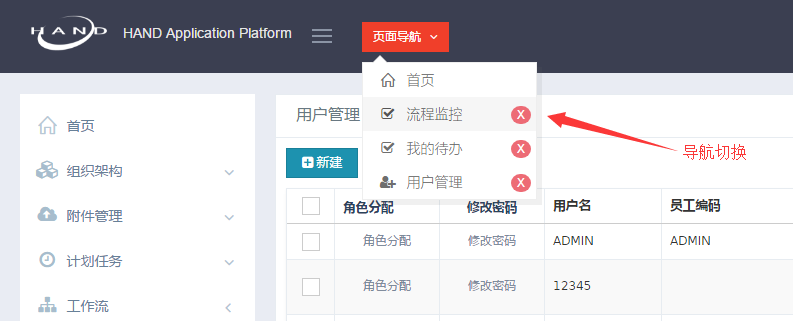 HAND HAND Application Platform 页面导航
首页
流程监控 X
我的待办 X
用户管理 X
导航切换
首页
组织架构
附件管理
计划任务
工作流
用户管理
新建
角色分配 修改密码 用户名 员工编码
角色分配 修改密码 ADMIN ADMIN
角色分配 修改密码 12345